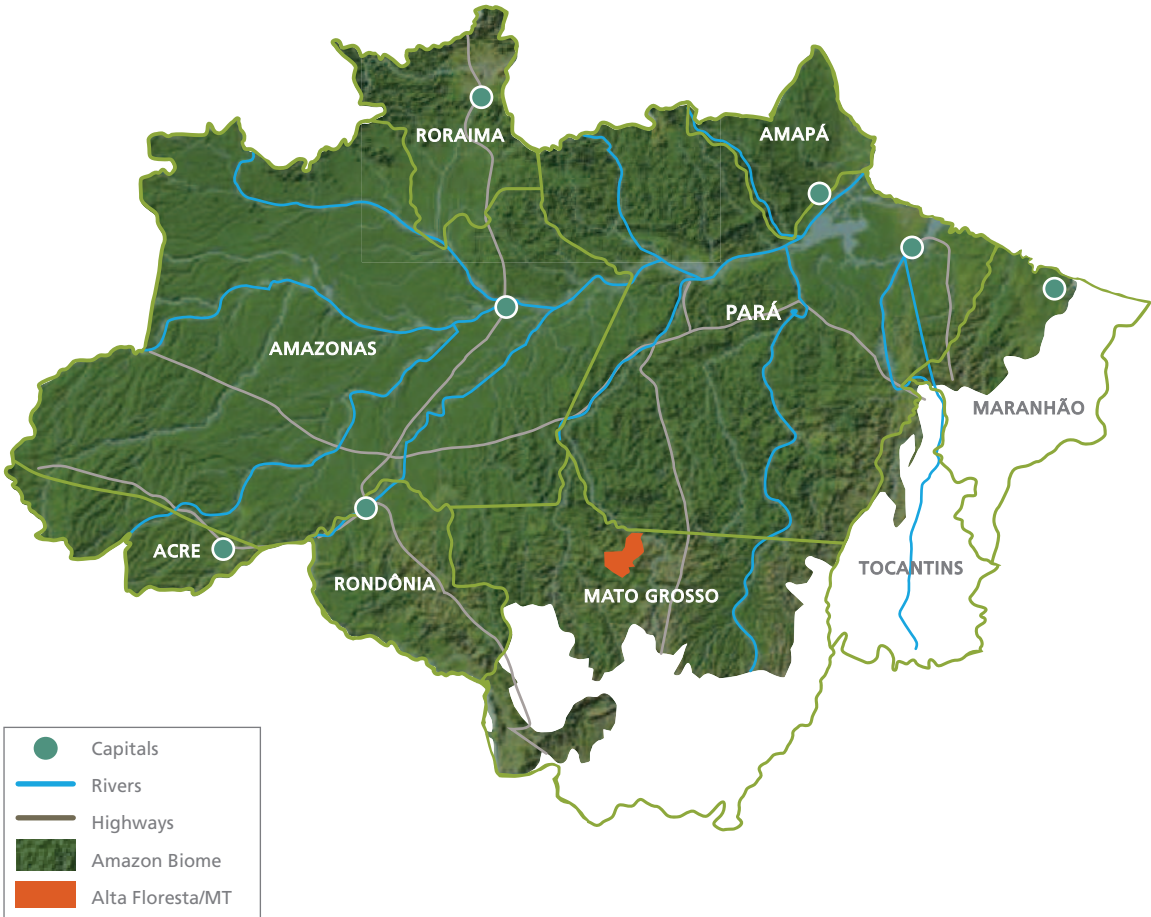 RORAIMA
AMAPÁ
PARÁ
AMAZONAS
MARANHÃO
ACRE
RONDÔNIA
TOCANTINS
MATO GROSSO
Capitals
Rivers
Highways
Amazon Biome
Alta Floresta/MT